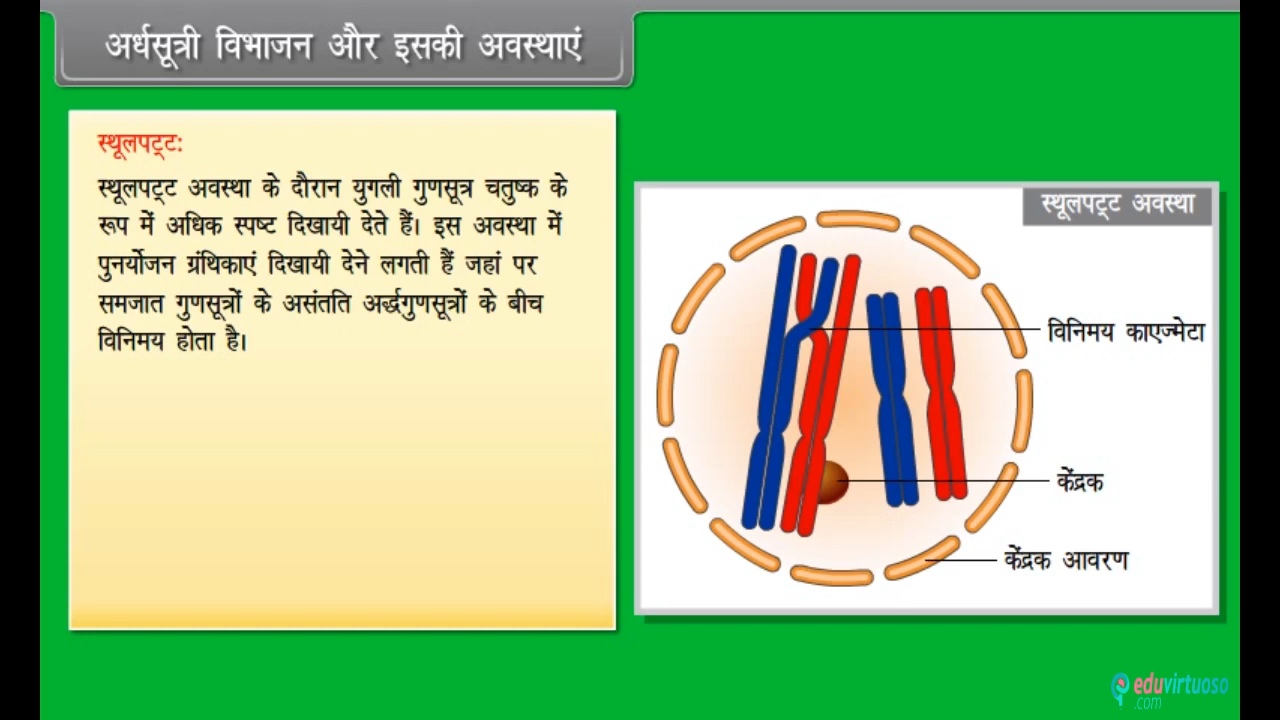 अर्धसूत्री विभाजन और इसकी अवस्थाएं
स्थूलपट्ट:
स्थूलपट्ट अवस्था के दौरान युगली गुणसूत्र चतुष्क के
रूप में अधिक स्पष्ट दिखायी देते हैं। इस अवस्था में
पुनर्योजन ग्रंथिकाएं दिखायी देने लगती हैं जहां पर
समजात गुणसूत्रों के असंतति अर्द्धगुणसूत्रों के बीच
विनिमय होता है।
स्थूलपट्ट अवस्था
विनिमय काएज्मेटा
केंद्रक
केंद्रक आवरण
eduvirtuoso
.com